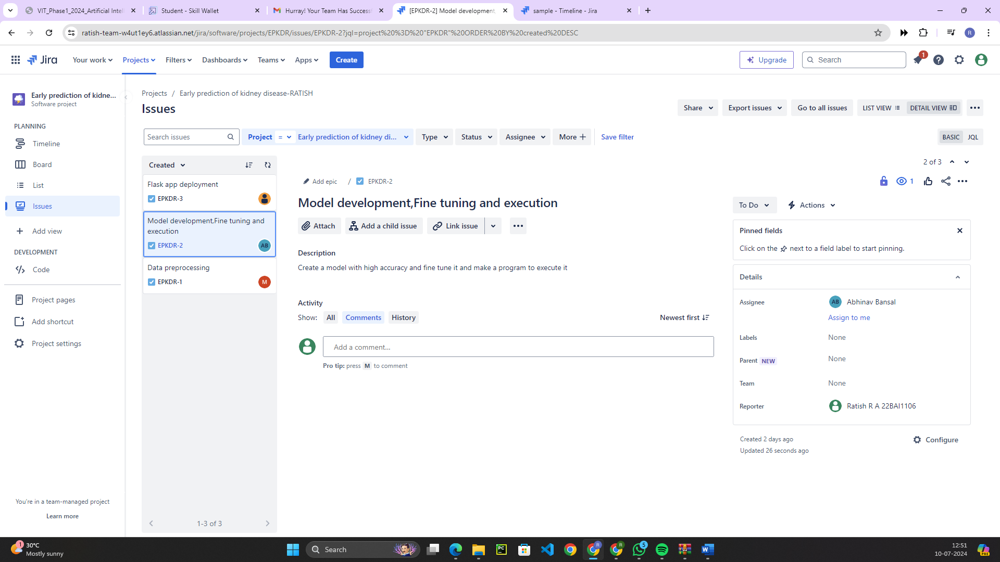 VIT_Phase1_2024_Artificial Intel
Student - Skill Wallet
Hurray! Your Team Has Success
[EPKDR-2] Model development,
sample - Timeline - Jira
ratish-team-w4ut1ey6.atlassian.net/jira/software/projects/EPKDR/issues/EPKDR-2?jql=project%20%3D%20"EPKDR"%20ORDER%20BY%20created%20DESC
R
Jira
Your work
Projects
Filters
Dashboards
Teams
Apps
Create
Upgrade
Search
1
Early prediction of kidne...
Software project
PLANNING
Timeline
Board
List
Issues
Add view
DEVELOPMENT
Code
Project pages
Add shortcut
Project settings
You're in a team-managed project
Learn more
Projects / Early prediction of kidney disease-RATISH
Issues
Share
Export issues
Go to all issues
LIST VIEW
DETAIL VIEW
Search issues
Project = Early prediction of kidney di...
Type
Status
Assignee
More
Save filter
BASIC
JQL
Created
Flask app deployment
EPKDR-3
Model development,Fine tuning and
execution
EPKDR-2
AB
Data preprocessing
EPKDR-1
M
1-3 of 3
2 of 3
Add epic / EPKDR-2
1
Model development,Fine tuning and execution
Attach
Add a child issue
Link issue
Description
Create a model with high accuracy and fine tune it and make a program to execute it
Activity
Show: All Comments History
Newest first
Add a comment...
Pro tip: press M to comment
To Do
Actions
Pinned fields
Click on the next to a field label to start pinning.
Details
Assignee
AB
Abhinav Bansal
Assign to me
Labels
None
Parent NEW
None
Team
None
Reporter
Ratish R A 22BAI1106
Created 2 days ago
Updated 26 seconds ago
Configure
1
30°C
Mostly sunny
Search
PC
R
R
5
W
12:51
10-07-2024
PRE